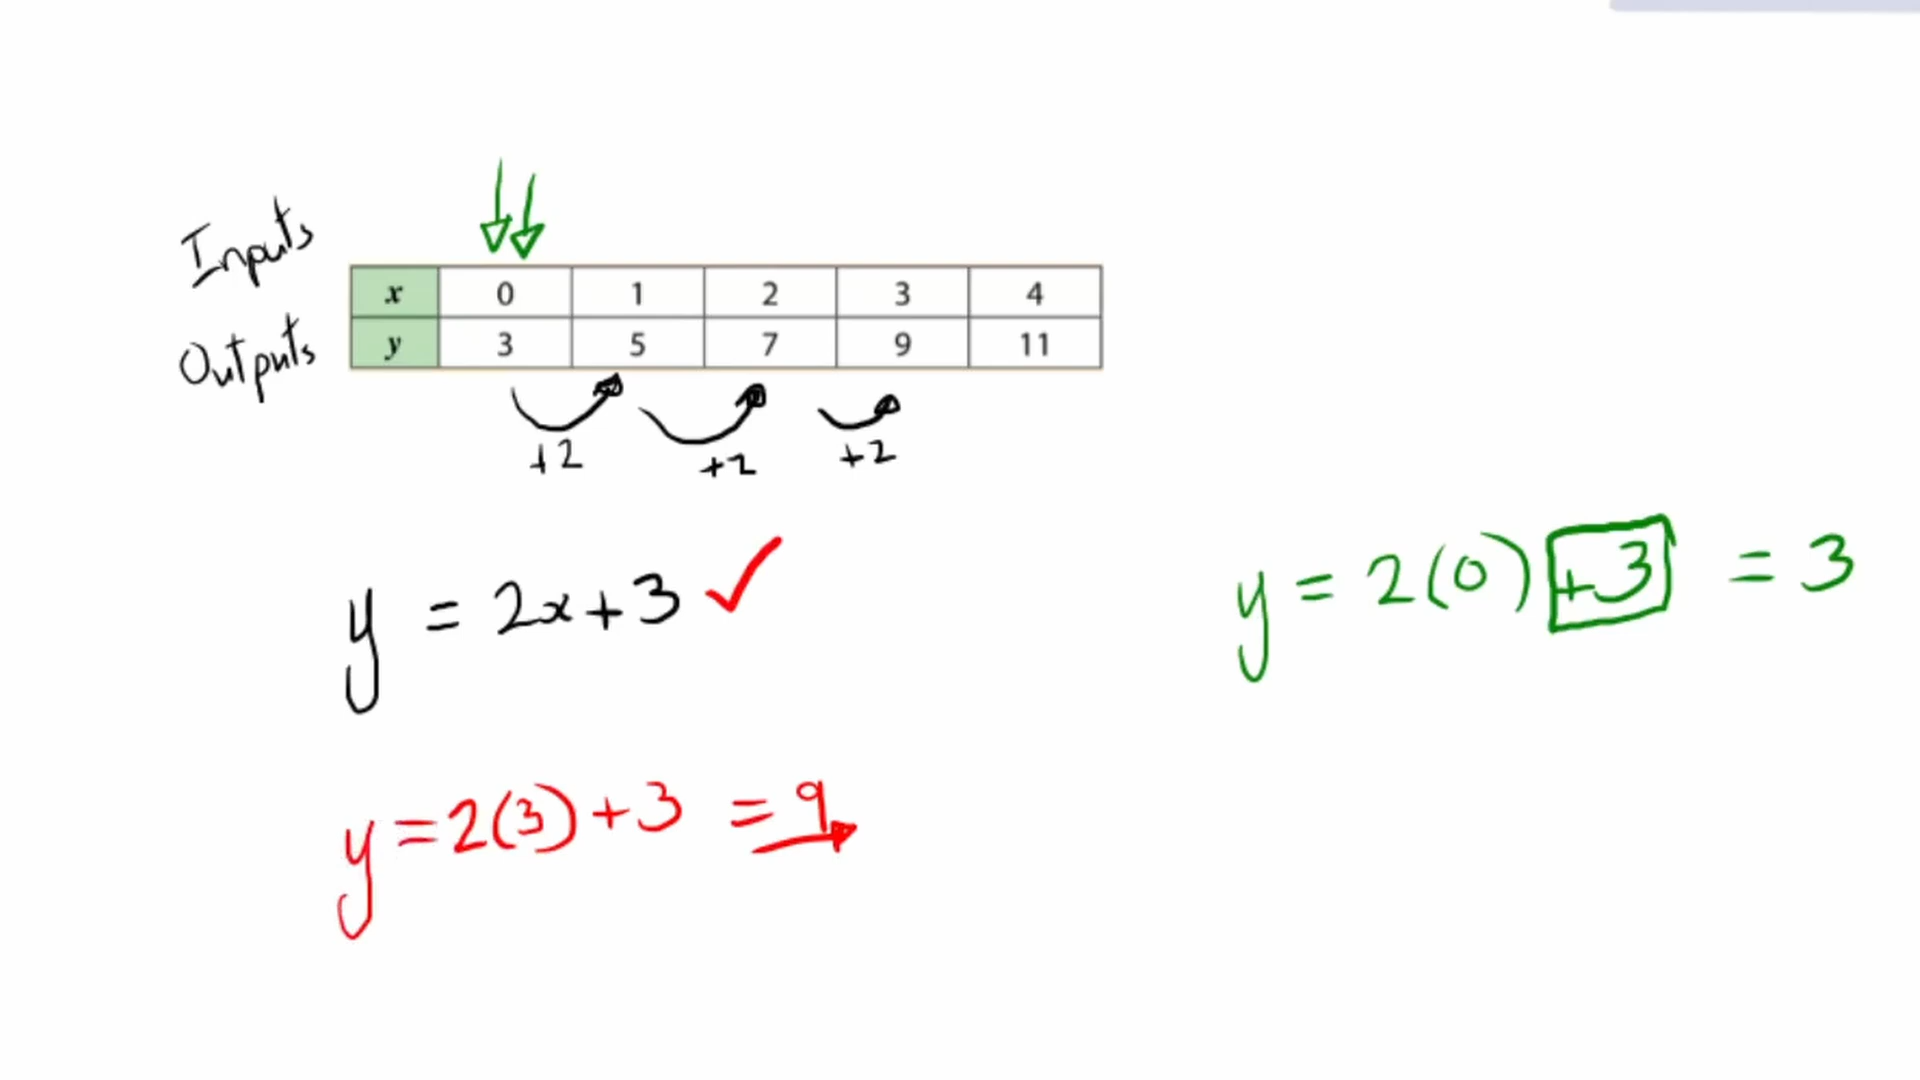 Inputs
x 0 1 2 3 4
Outputs
y 3 5 7 9 11
+2 +2 +2
y = 2x+3
y = 2(0) +3 = 3
y = 2(3) + 3 = 9